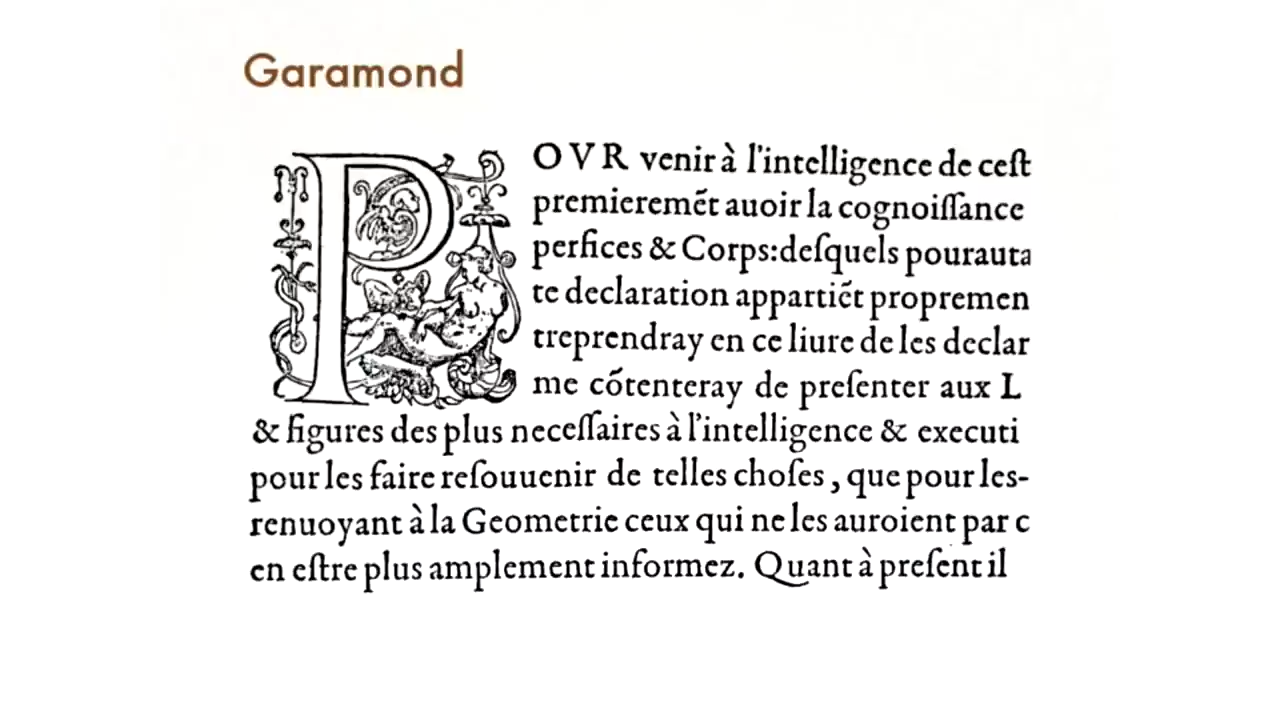 Garamond
POVR venir à l'intelligence de ceſt
premieremẽt auoir la cognoiſſance
perfices & Corps:deſquels pourauta
te declaration appartiẽt propremen
treprendray en ce liure de les declar
me cõtenteray de preſenter aux L
& figures des plus neceſſaires à l'intelligence & executi
pour les faire reſouuenir de telles choſes, que pour les-
renuoyant à la Geometrie ceux qui ne les auroient par c
en eſtre plus amplement informez. Quant à preſent il